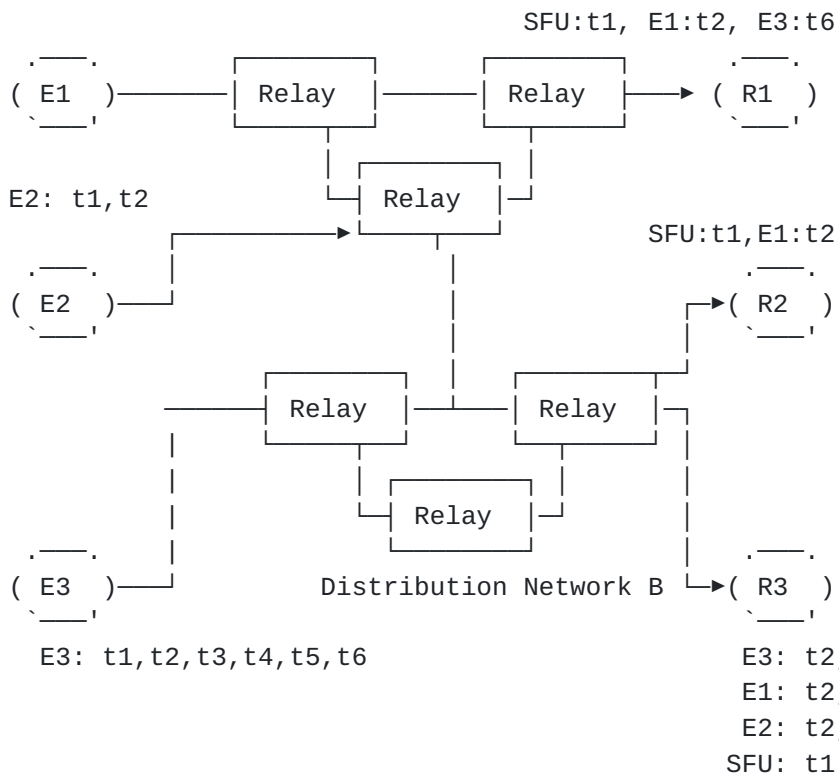 SFU:t1, E1:t2, E3:t6
E1 Relay Relay R1
E2: t1,t2 Relay
SFU:t1,E1:t2
E2 R2
Relay Relay
Relay
E3 Distribution Network B R3
E3: t1,t2,t3,t4,t5,t6 E3: t2,
E1: t2,
E2: t2,
SFU: t1